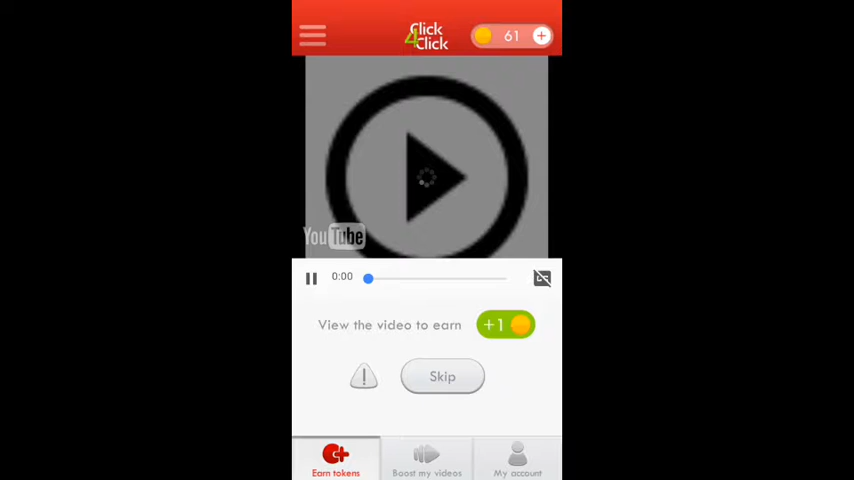 Click
4Click
61
YouTube
0:00
View the video to earn
+1
Skip
Earn tokens
Boost my videos
My account